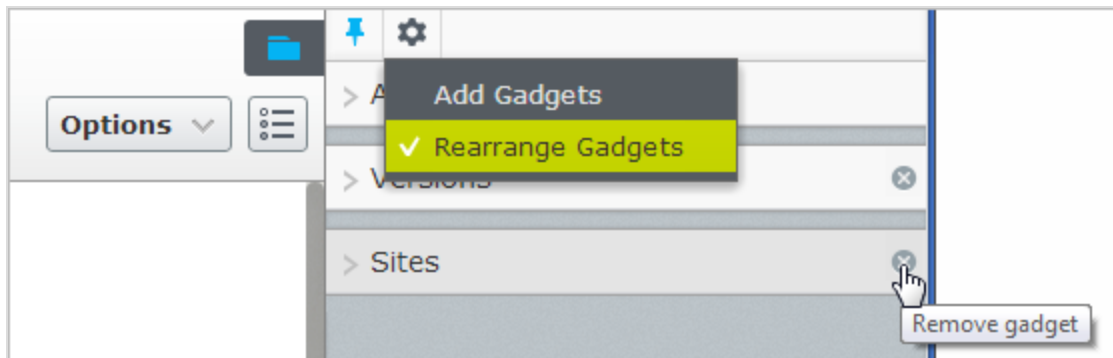 Add Gadgets
A
Options
Rearrange Gadgets
Versions
Sites
Remove gadget